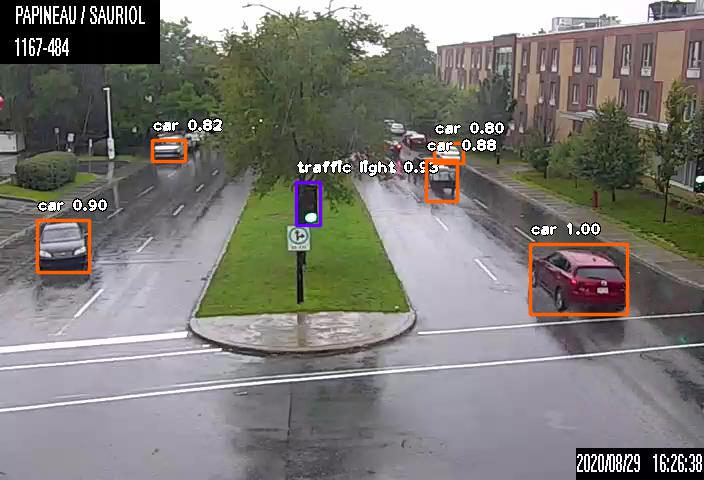 PAPINEAU / SAURIOL
1167-484
car 0.82
car 0.80
car 0.88
traffic light 0.9
car 0.90
car 1.00
2020/08/29 16:26:38